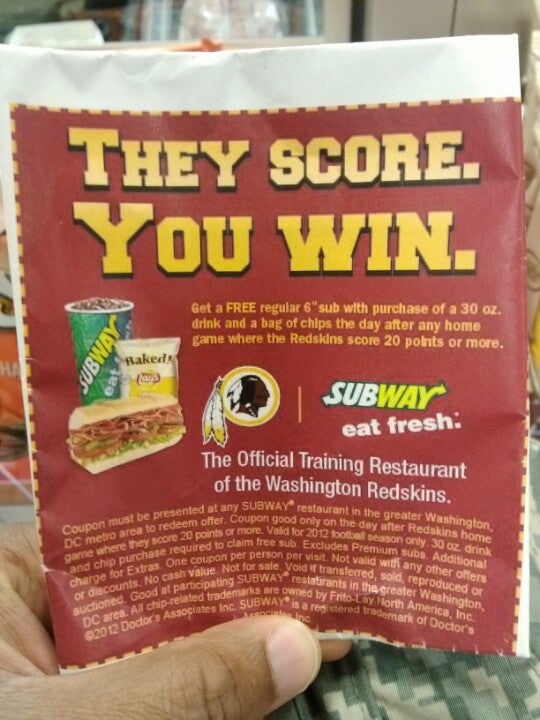 THEY SCORE.
YOU WIN.
Get a FREE regular 6" sub with purchase of a 30 oz.
drink and a bag of chips the day after any home
game where the Redskins score 20 points or more.
SUBWAY
eat
Baked!
Lay's
SUBWAY
eat fresh.
The Official Training Restaurant
of the Washington Redskins.
Coupon must be presented at any SUBWAY® restaurant in the greater Washington,
DC metro area to redeem offer. Coupon good only on the day after Redskins home
game where they score 20 points or more. Valid for 2012 football season only. 30 oz. drink
and chip purchase required to claim free sub. Excludes Premium subs. Additional
charge for Extras. One coupon per person per visit. Not valid with any other offers
or discounts. No cash value. Not for sale. Void if transferred, sold, reproduced or
auctioned. Good at participating SUBWAY® restaurants in the greater Washington,
DC area. All chip-related trademarks are owned by Frito-Lay North America, Inc.
©2012 Doctor's Associates Inc. SUBWAY® is a registered trademark of Doctor's
Associates Inc.